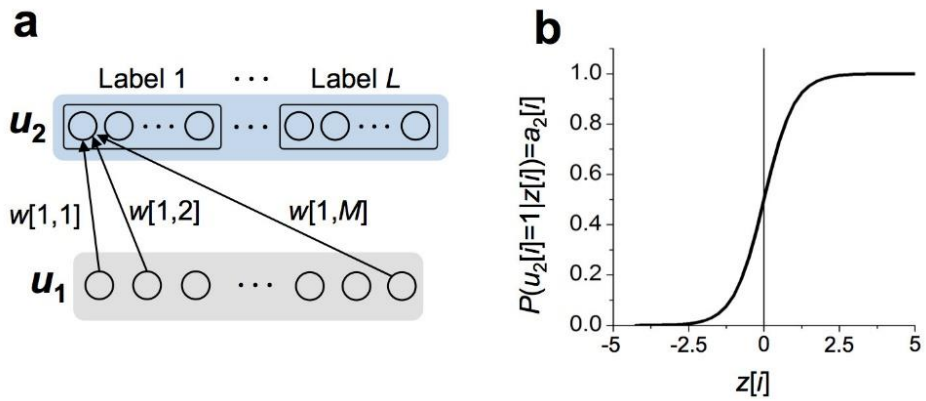 a
Label 1 ··· Label L
u₂
··· ··· ···
w[1,1] w[1,2] w[1,M]
u₁
···
b
P(u₂[i]=1|z[i])=a₂[i]
1.0
0.8
0.6
0.4
0.2
0.0
-5 -2.5 0 2.5 5
z[i]